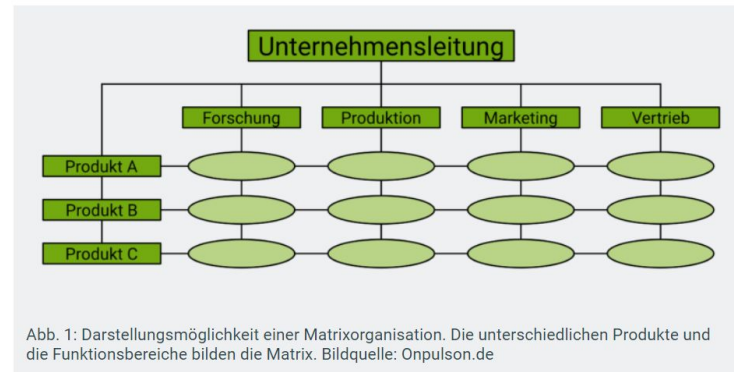 Unternehmensleitung
Forschung Produktion Marketing Vertrieb
Produkt A
Produkt B
Produkt C
Abb. 1: Darstellungsmöglichkeit einer Matrixorganisation. Die unterschiedlichen Produkte und
die Funktionsbereiche bilden die Matrix. Bildquelle: Onpulson.de